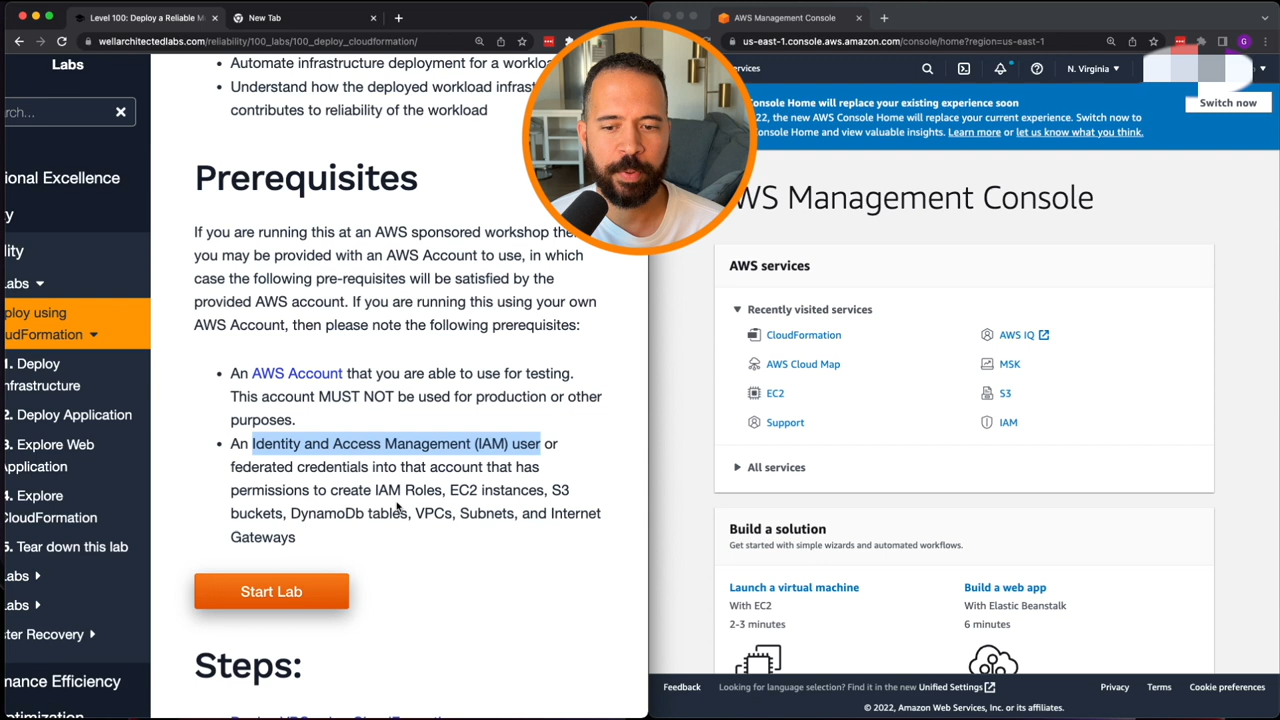 Level 100: Deploy a Reliable M
New Tab
wellarchitectedlabs.com/reliability/100_labs/100_deploy_cloudformation/
Labs
rch...
ional Excellence
y
ility
abs
ploy using
udFormation
1. Deploy
frastructure
2. Deploy Application
3. Explore Web
Application
4. Explore
CloudFormation
5. Tear down this lab
abs
abs
ster Recovery
mance Efficiency
Automate infrastructure deployment for a workloa
Understand how the deployed workload infrast
contributes to reliability of the workload
Prerequisites
If you are running this at an AWS sponsored workshop the
you may be provided with an AWS Account to use, in which
case the following pre-requisites will be satisfied by the
provided AWS account. If you are running this using your own
AWS Account, then please note the following prerequisites:
An AWS Account that you are able to use for testing.
This account MUST NOT be used for production or other
purposes.
An Identity and Access Management (IAM) user or
federated credentials into that account that has
permissions to create IAM Roles, EC2 instances, S3
buckets, DynamoDb tables, VPCs, Subnets, and Internet
Gateways
Start Lab
Steps:
AWS Management Console
us-east-1.console.aws.amazon.com/console/home?region=us-east-1
ervices
N. Virginia
Console Home will replace your existing experience soon
22, the new AWS Console Home will replace your current experience. Switch now to
Console Home and view valuable insights. Learn more or let us know what you think.
Switch now
WS Management Console
AWS services
Recently visited services
CloudFormation
AWS IQ
AWS Cloud Map
MSK
EC2
S3
Support
IAM
All services
Build a solution
Get started with simple wizards and automated workflows.
Launch a virtual machine
With EC2
2-3 minutes
Build a web app
With Elastic Beanstalk
6 minutes
Feedback
Looking for language selection? Find it in the new Unified Settings
Privacy
Terms
Cookie preferences
© 2022, Amazon Web Services, Inc. or its affiliates.